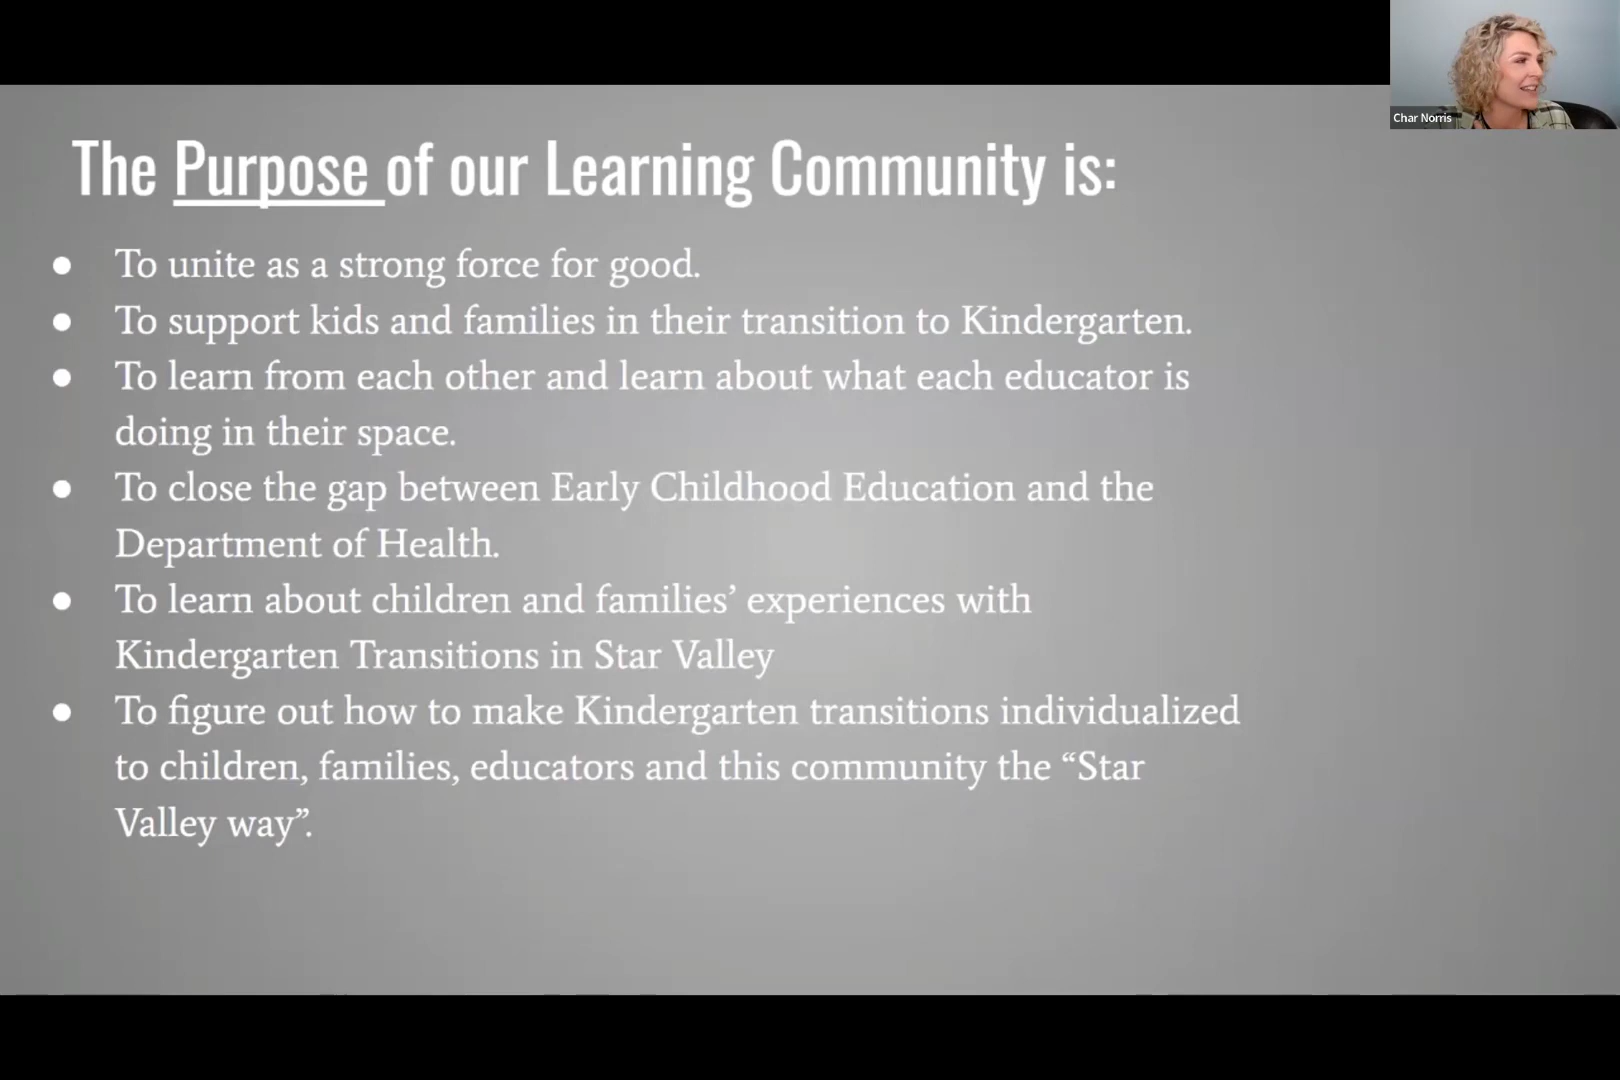 Char Norris
The Purpose of our Learning Community is:
● To unite as a strong force for good.
● To support kids and families in their transition to Kindergarten.
● To learn from each other and learn about what each educator is
doing in their space.
● To close the gap between Early Childhood Education and the
Department of Health.
● To learn about children and families’ experiences with
Kindergarten Transitions in Star Valley
● To figure out how to make Kindergarten transitions individualized
to children, families, educators and this community the “Star
Valley way”.